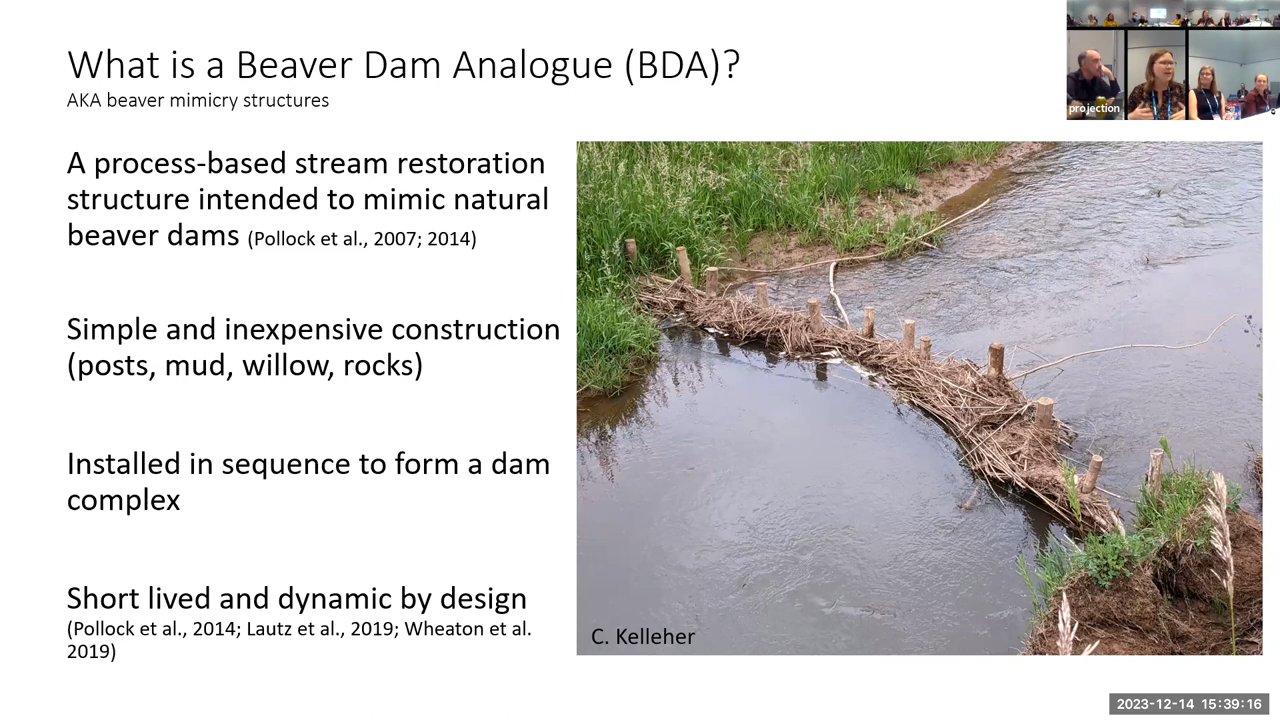 What is a Beaver Dam Analogue (BDA)?
AKA beaver mimicry structures
projection
A process-based stream restoration
structure intended to mimic natural
beaver dams (Pollock et al., 2007; 2014)
Simple and inexpensive construction
(posts, mud, willow, rocks)
Installed in sequence to form a dam
complex
Short lived and dynamic by design
(Pollock et al., 2014; Lautz et al., 2019; Wheaton et al.
2019)
C. Kelleher
2023-12-14 15:39:16